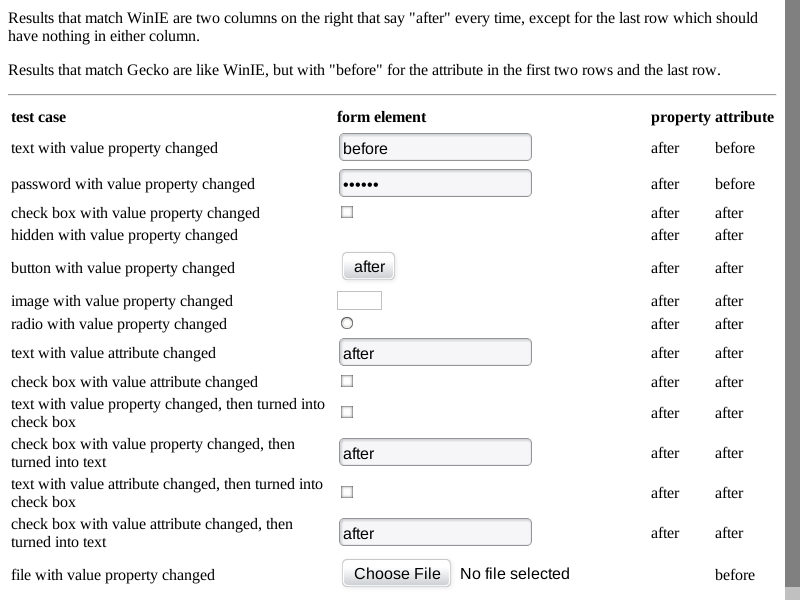 Results that match WinIE are two columns on the right that say "after" every time, except for the last row which should
have nothing in either column.
Results that match Gecko are like WinIE, but with "before" for the attribute in the first two rows and the last row.
test case form element property attribute
text with value property changed before after before
password with value property changed •••••• after before
check box with value property changed after after
hidden with value property changed after after
button with value property changed after after after
image with value property changed after after
radio with value property changed after after
text with value attribute changed after after after
check box with value attribute changed after after
text with value property changed, then turned into
check box after after
check box with value property changed, then
turned into text after after after
text with value attribute changed, then turned into
check box after after
check box with value attribute changed, then
turned into text after after after
file with value property changed Choose File No file selected before